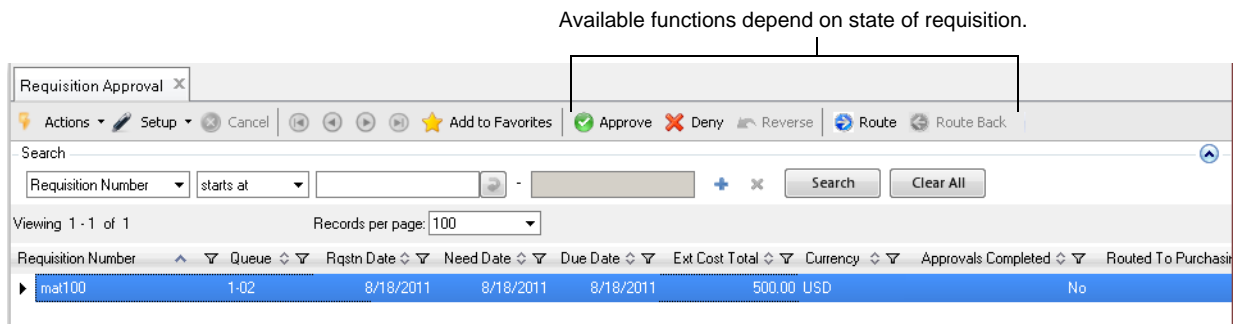 Available functions depend on state of requisition.
Requisition Approval
Actions Setup Cancel Add to Favorites Approve Deny Reverse Route Route Back
Search
Requisition Number starts at - Search Clear All
Viewing 1 - 1 of 1 Records per page: 100
Requisition Number Queue Rqstn Date Need Date Due Date Ext Cost Total Currency Approvals Completed Routed To Purchasin
mat100 1-02 8/18/2011 8/18/2011 8/18/2011 500.00 USD No